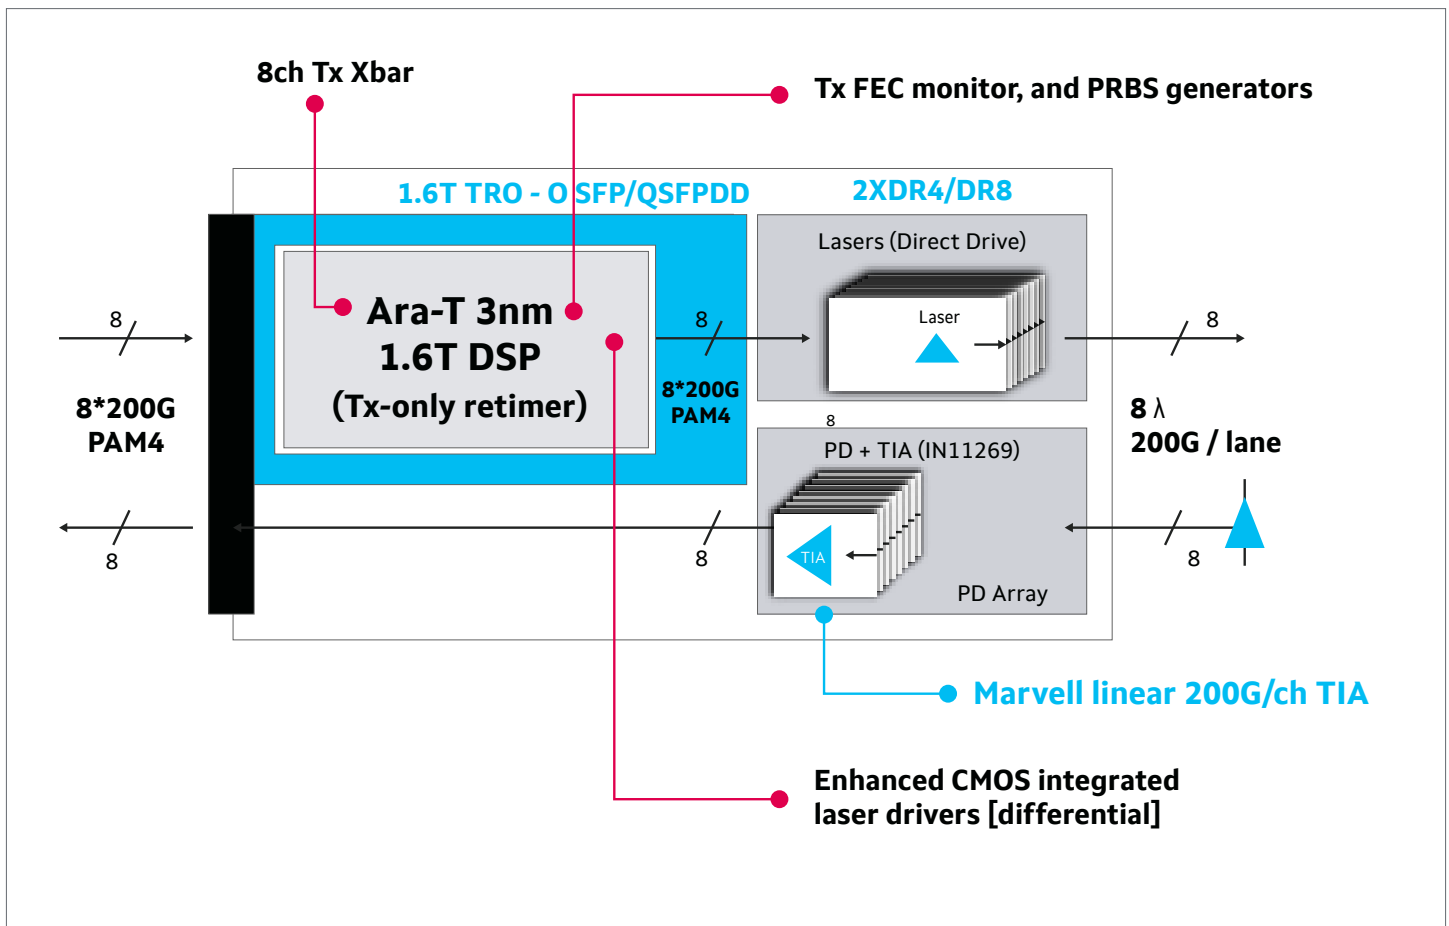 8ch Tx Xbar
Tx FEC monitor, and PRBS generators
1.6T TRO - O SFP/QSFPDD
2XDR4/DR8
Lasers (Direct Drive)
Laser
Ara-T 3nm
1.6T DSP
(Tx-only retimer)
8
8
8
8*200G
PAM4
8*200G
PAM4
8 λ
200G / lane
8
PD + TIA (IN11269)
TIA
PD Array
8
8
8
Marvell linear 200G/ch TIA
Enhanced CMOS integrated
laser drivers [differential]